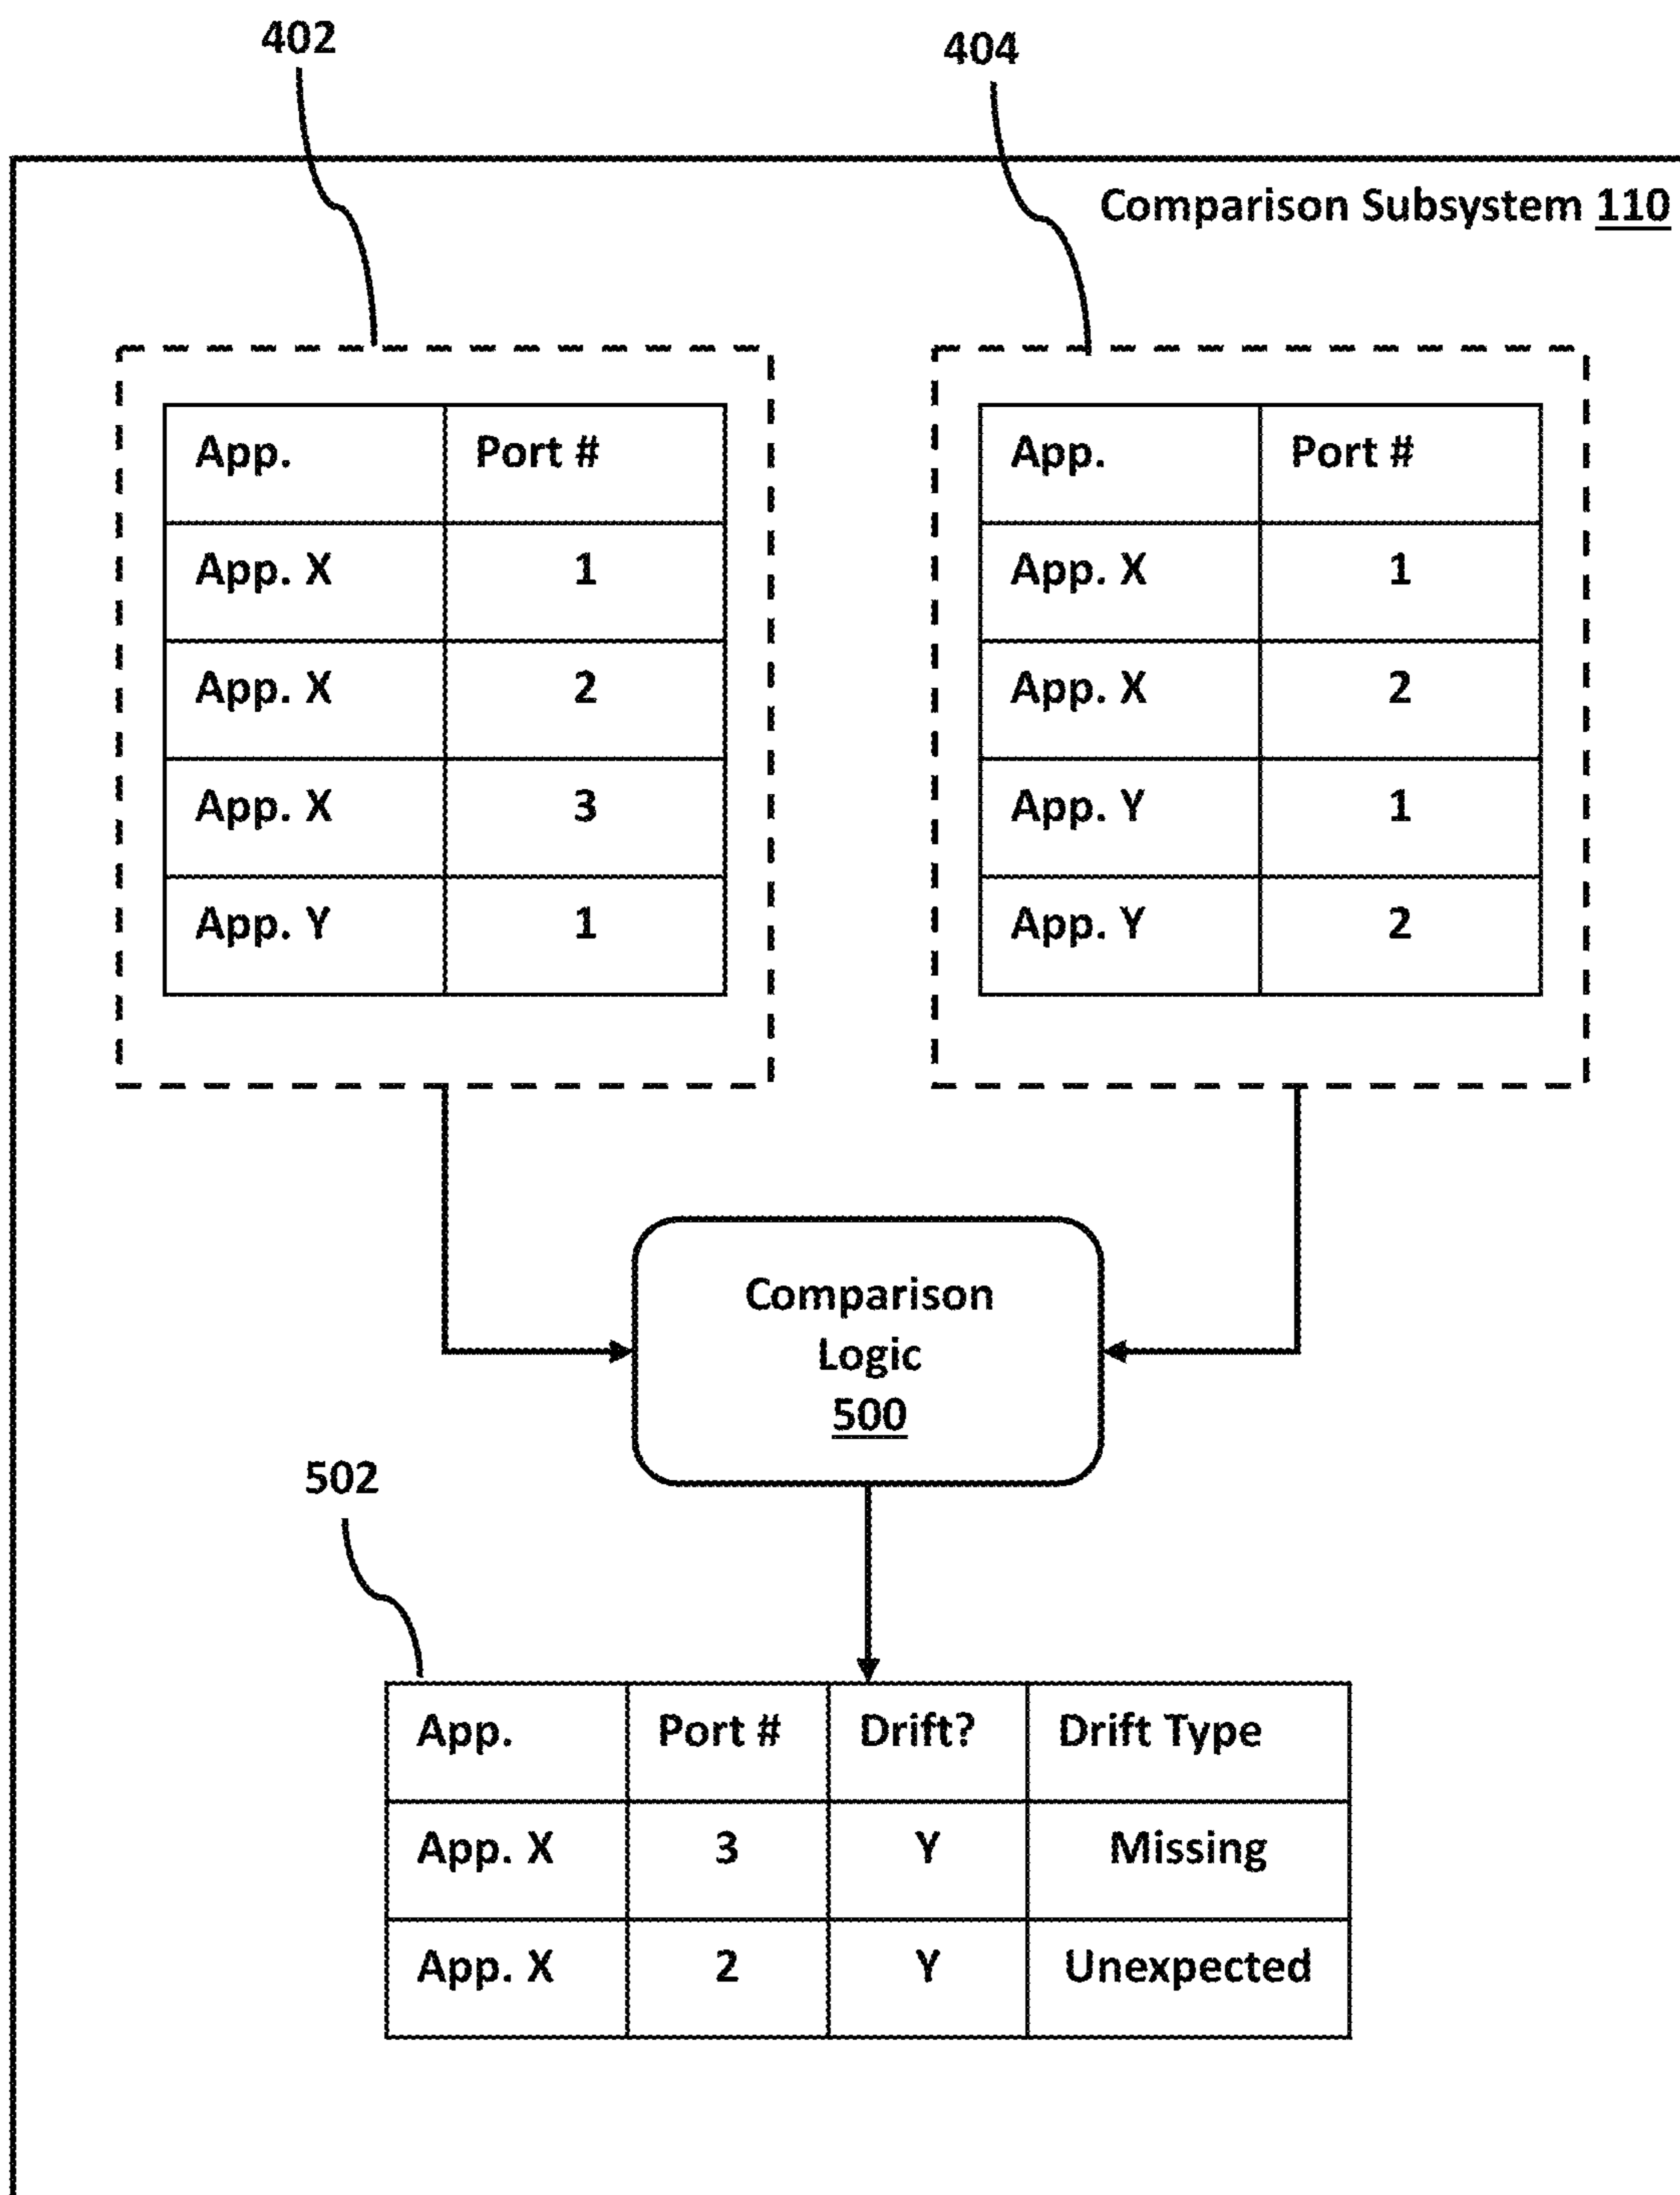 402
404
Comparison Subsystem 110
App. Port #
App. X 1
App. X 2
App. X 3
App. Y 1
App. Port #
App. X 1
App. X 2
App. Y 1
App. Y 2
Comparison
Logic
500
502
App. Port # Drift? Drift Type
App. X 3 Y Missing
App. X 2 Y Unexpected